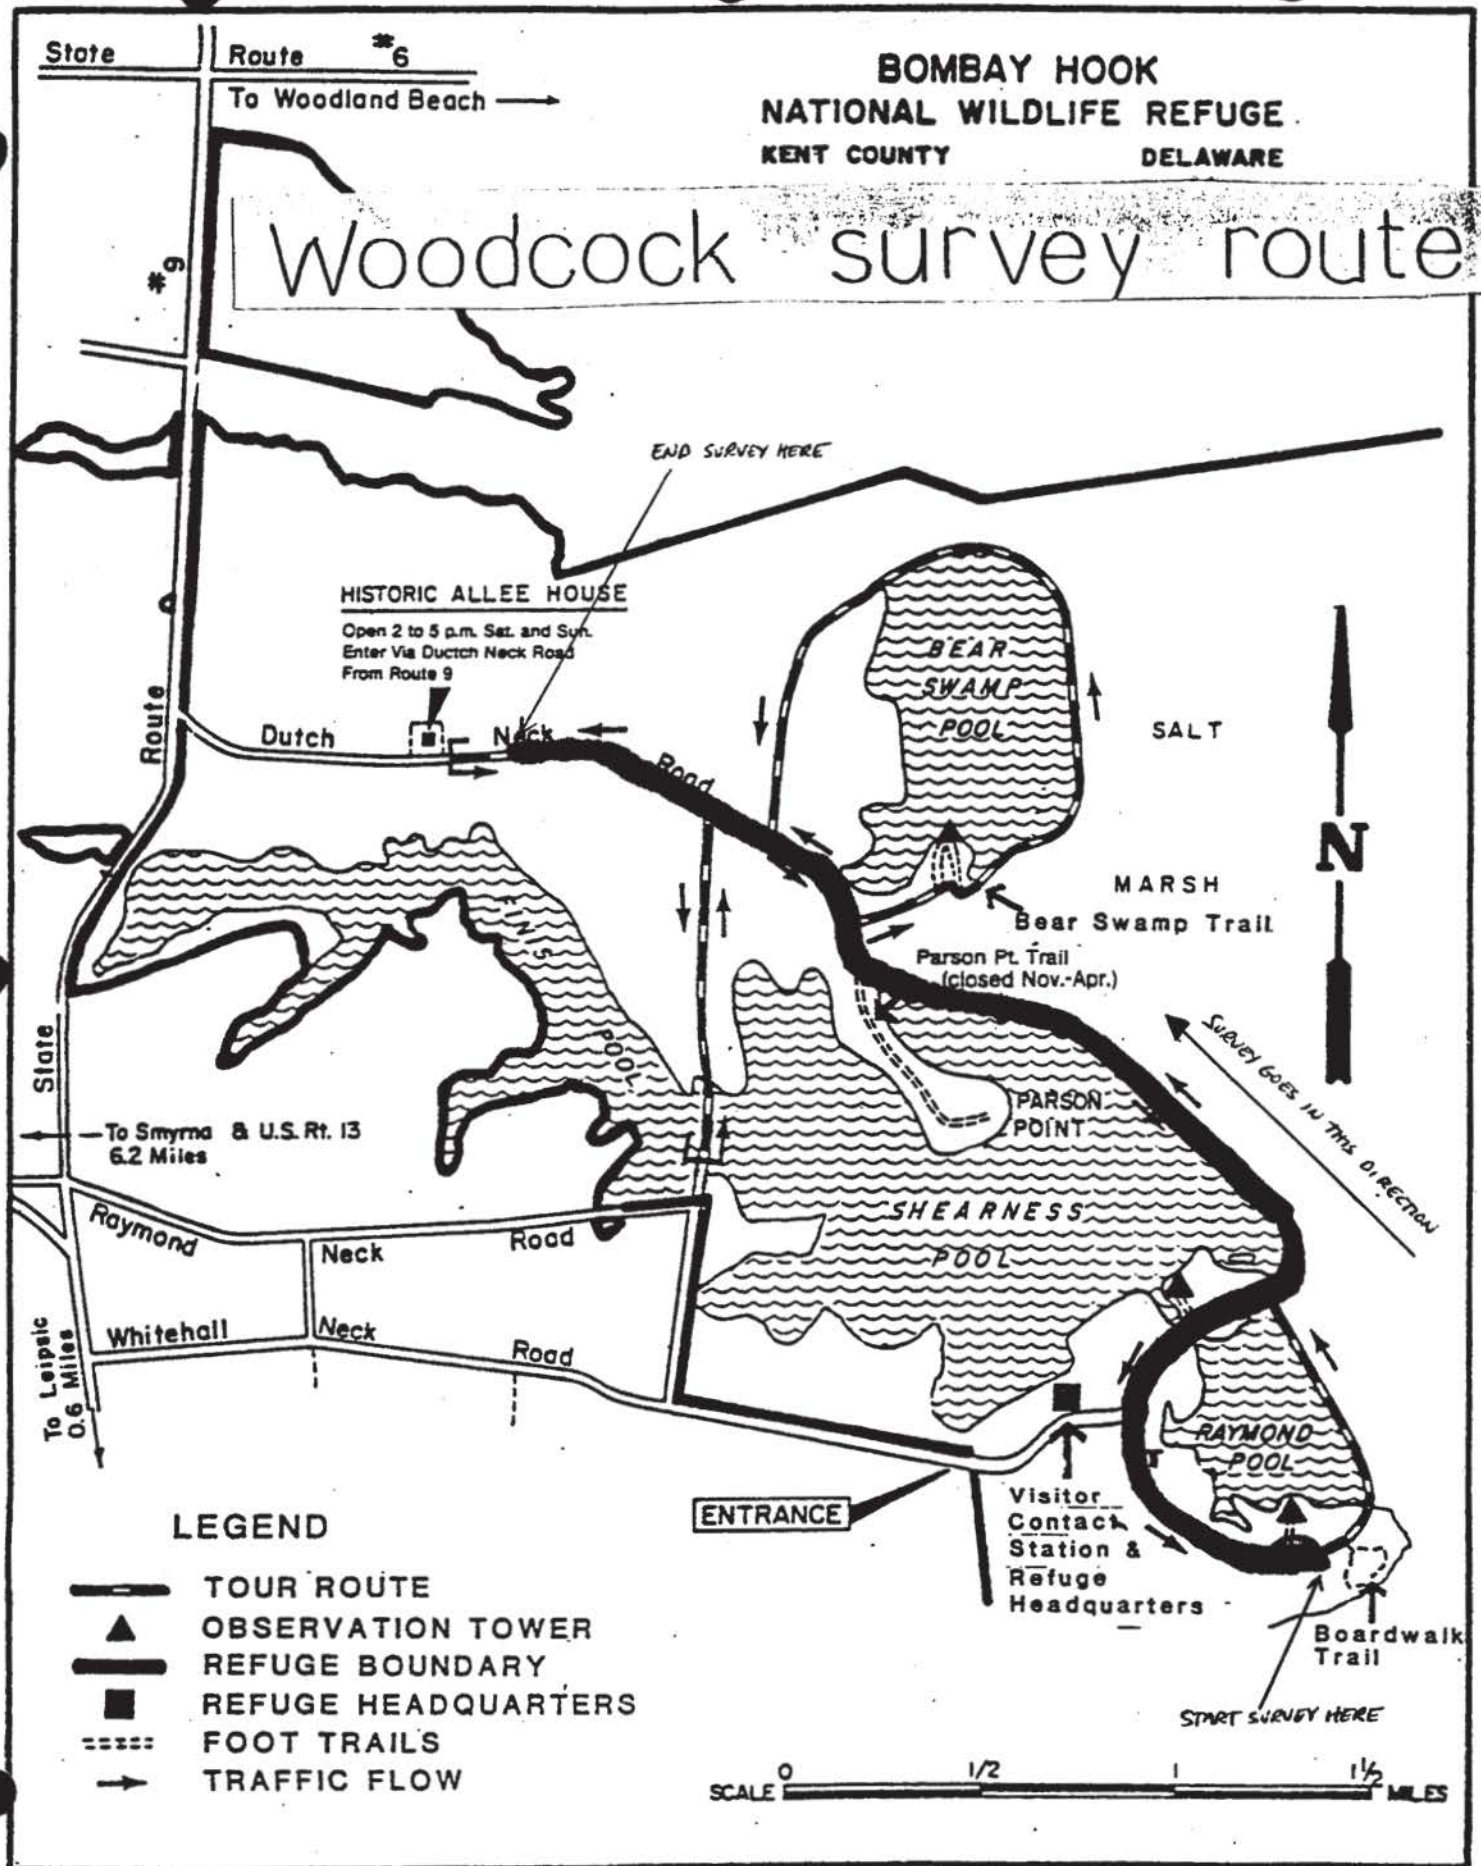 State Route #6
To Woodland Beach
BOMBAY HOOK
NATIONAL WILDLIFE REFUGE
KENT COUNTY DELAWARE
Woodcock survey route
#9
END SURVEY HERE
HISTORIC ALLEE HOUSE
Open 2 to 5 p.m. Sat. and Sun.
Enter Via Ductch Neck Road
From Route 9
BEAR
SWAMP
POOL
SALT
Route
Dutch Neck Road
N
MARSH
Bear Swamp Trail
Parson Pt. Trail
(closed Nov.-Apr.)
FINIS
POOL
SURVEY GOES IN THIS DIRECTION
State
PARSON
POINT
To Smyrna & U.S. Rt. 13
6.2 Miles
SHEARNESS
POOL
Raymond Neck Road
Whitehall Neck Road
To Leipsic
0.6 Miles
RAYMOND
POOL
ENTRANCE
Visitor
Contact
Station &
Refuge
Headquarters
Boardwalk
Trail
START SURVEY HERE
LEGEND
TOUR ROUTE
OBSERVATION TOWER
REFUGE BOUNDARY
REFUGE HEADQUARTERS
FOOT TRAILS
TRAFFIC FLOW
SCALE 0 1/2 1 1 1/2 MILES